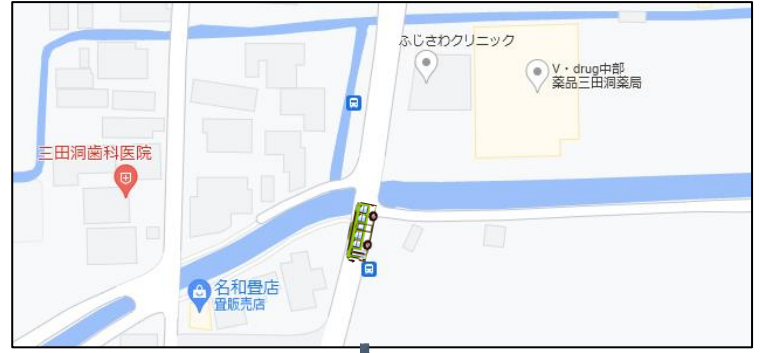 ふじさわクリニック
V・drug中部
薬品三田洞薬局
三田洞歯科医院
名和畳店
畳販売店